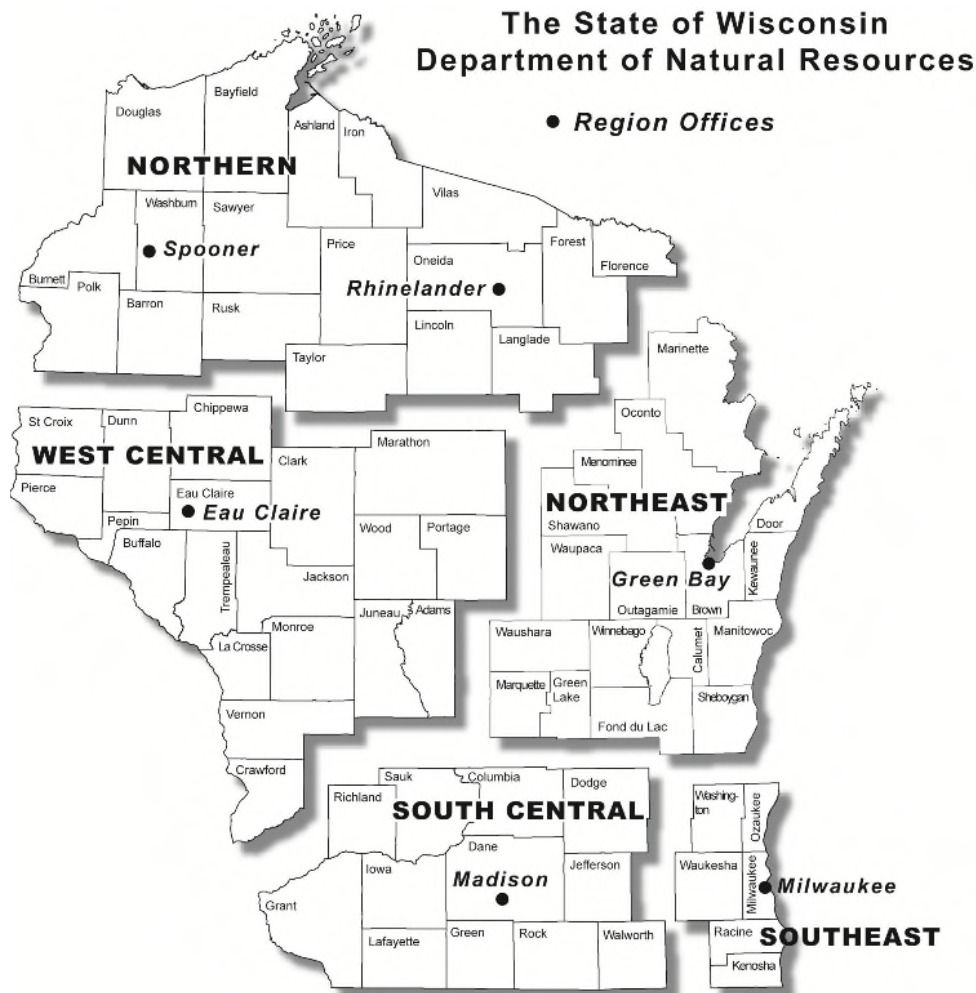 The State of Wisconsin
Department of Natural Resources
Region Offices
Douglas
Bayfield
Ashland
Iron
NORTHERN
Vilas
Washburn
Sawyer
Spooner
Price
Oneida
Forest
Florence
Burnett
Polk
Barron
Rusk
Rhinelander
Lincoln
Langlade
Taylor
Marinette
St Croix
Dunn
Chippewa
WEST CENTRAL
Clark
Marathon
Pierce
Eau Claire
Eau Claire
Pepin
Buffalo
Trempealeau
Wood
Portage
Jackson
Juneau
Adams
Monroe
La Crosse
Vernon
Crawford
Oconto
Menominee
NORTHEAST
Shawano
Door
Waupaca
Green Bay
Kewaunee
Outagamie
Brown
Waushara
Winnebago
Calumet
Manitowoc
Marquette
Green
Lake
Sheboygan
Fond du Lac
Sauk
Columbia
Dodge
Richland
SOUTH CENTRAL
Dane
Iowa
Jefferson
Madison
Grant
Lafayette
Green
Rock
Walworth
Washing-
ton
Ozaukee
Waukesha
Milwaukee
Milwaukee
Racine
SOUTHEAST
Kenosha